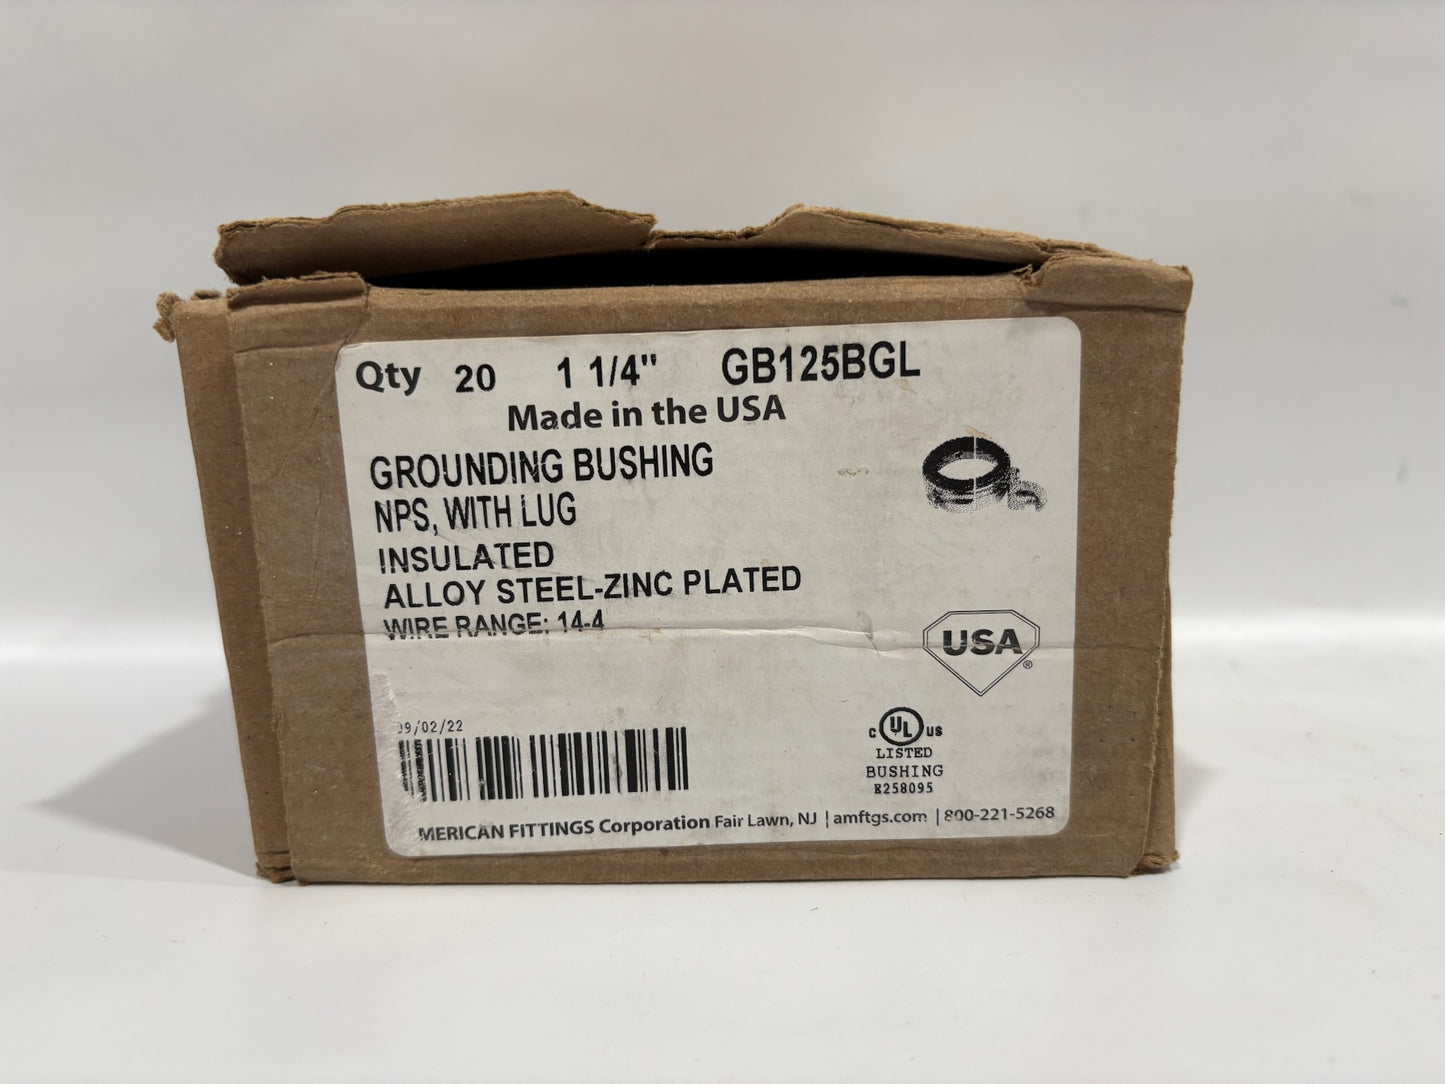 Qty 20 1 1/4" GB125BGL
Made in the USA
GROUNDING BUSHING
NPS, WITH LUG
INSULATED
ALLOY STEEL-ZINC PLATED
WIRE RANGE: 14-4
USA
®
09/02/22
C UL US
LISTED
BUSHING
E258095
MERICAN FITTINGS Corporation Fair Lawn, NJ | amftgs.com | 800-221-5268